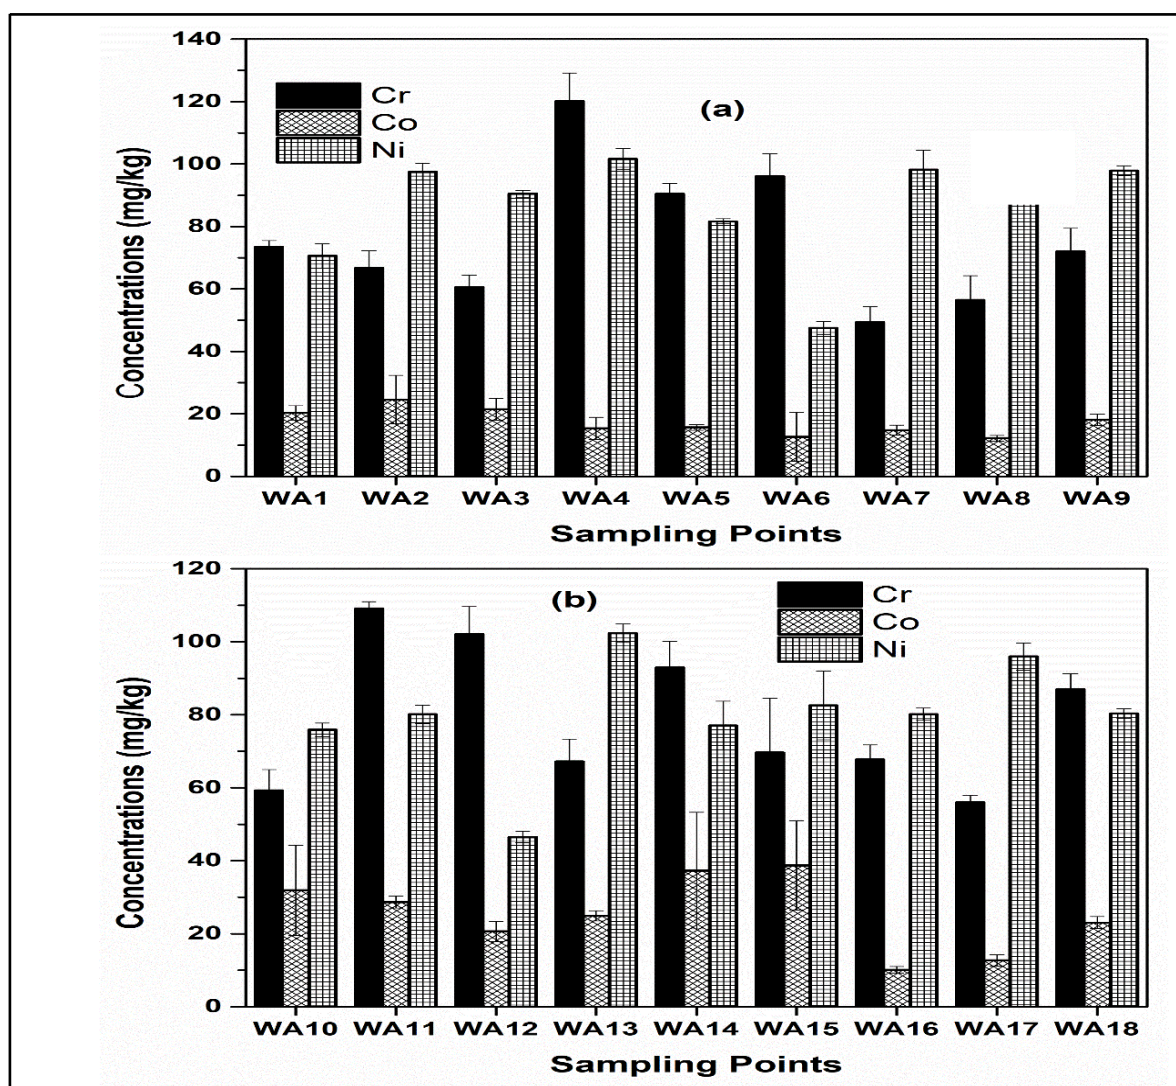 140
120
100
80
60
40
20
0
Concentrations (mg/kg)
Cr
Co
Ni
(a)
WA1 WA2 WA3 WA4 WA5 WA6 WA7 WA8 WA9
Sampling Points
120
100
80
60
40
20
0
Concentrations (mg/kg)
(b)
Cr
Co
Ni
WA10 WA11 WA12 WA13 WA14 WA15 WA16 WA17 WA18
Sampling Points